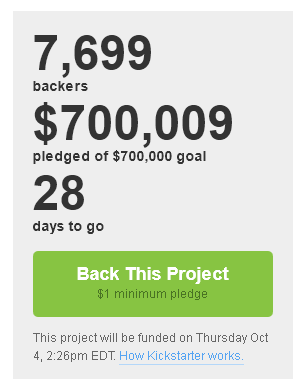 7,699
backers
$700,009
pledged of $700,000 goal
28
days to go
Back This Project
$1 minimum pledge
This project will be funded on Thursday Oct
4, 2:26pm EDT. How Kickstarter works.